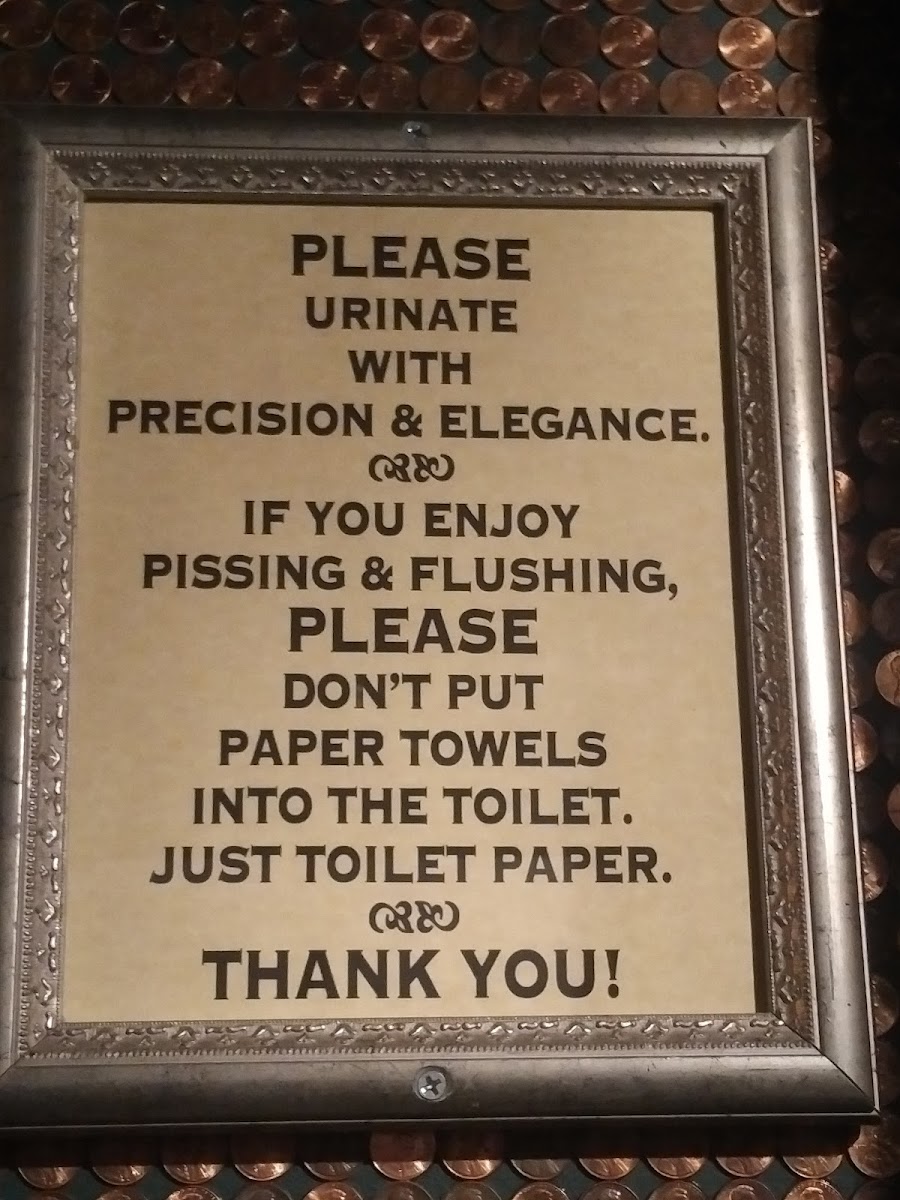 PLEASE
URINATE
WITH
PRECISION & ELEGANCE.
IF YOU ENJOY
PISSING & FLUSHING,
PLEASE
DON'T PUT
PAPER TOWELS
INTO THE TOILET.
JUST TOILET PAPER.
THANK YOU!